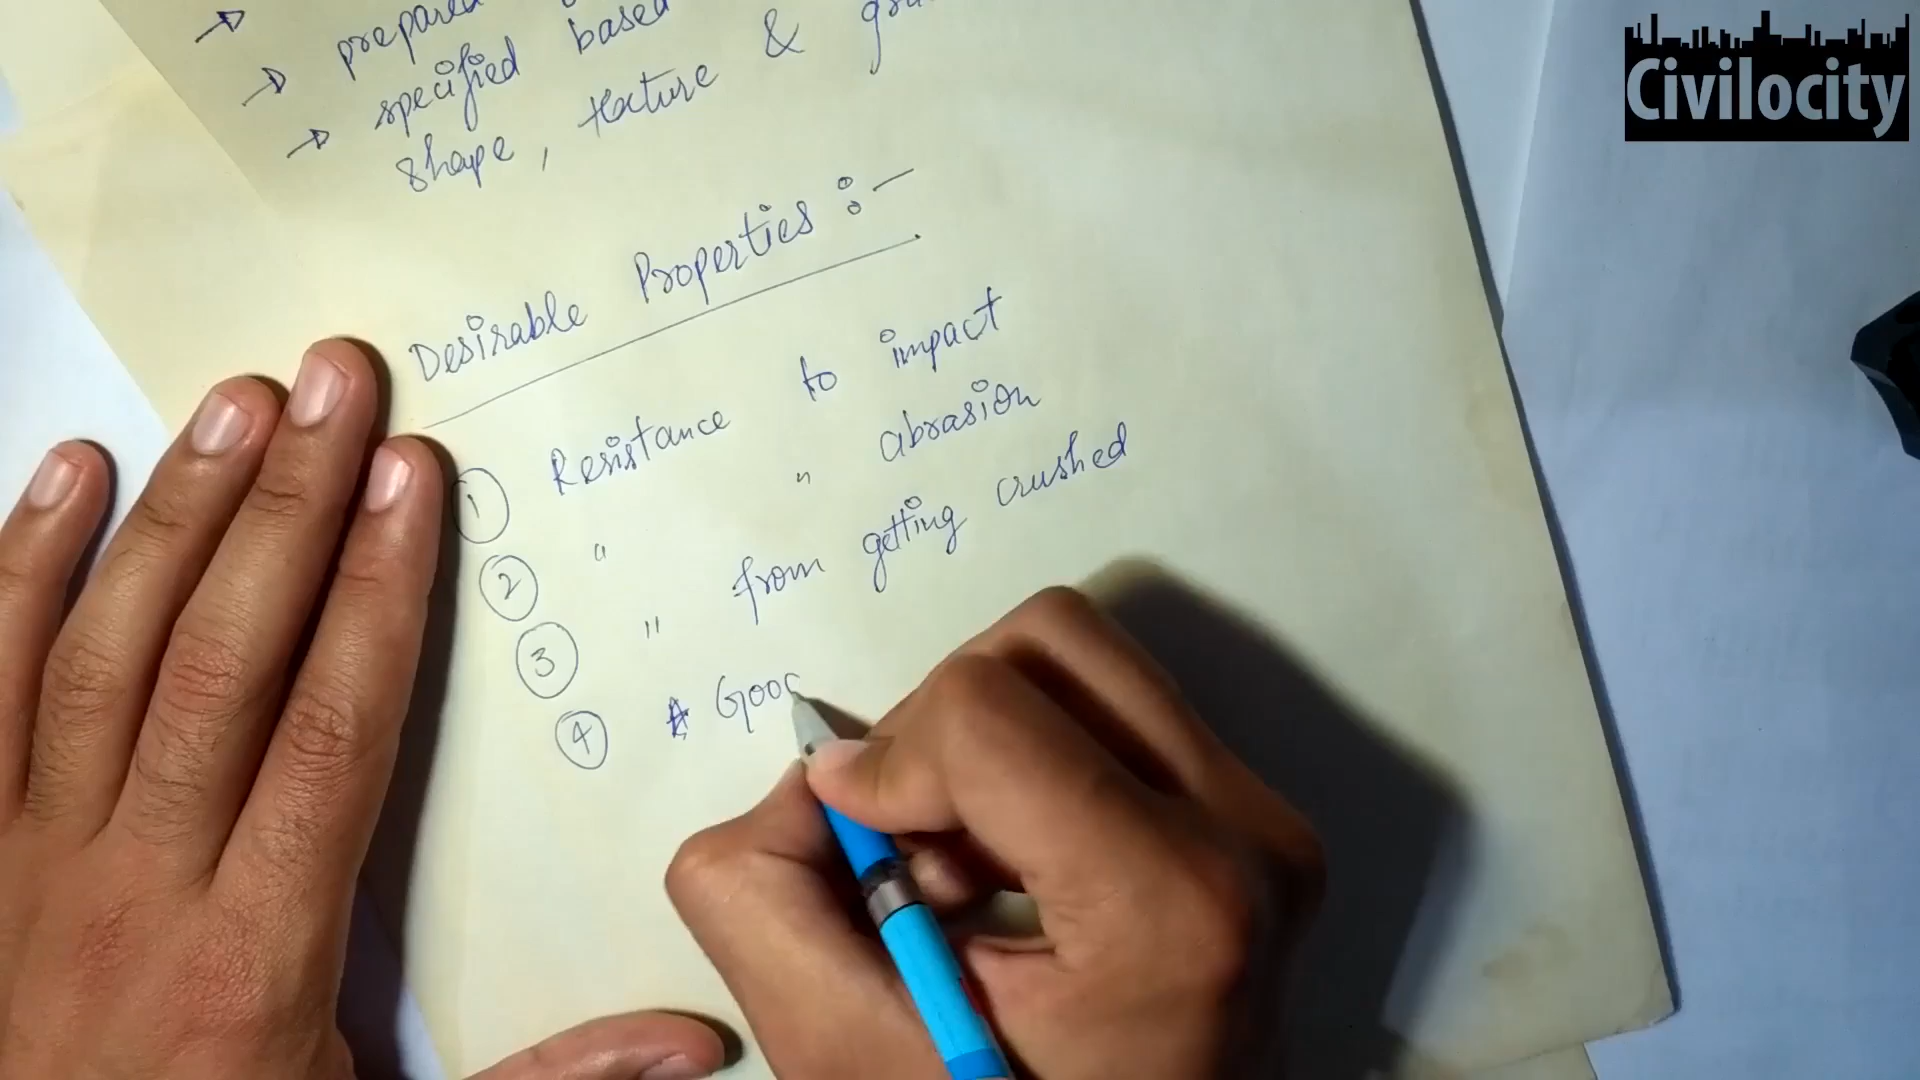 →
→ prepared
→ specified based
shape, texture &
Desirable Properties :-
① Resistance to impact
② " " abrasion
③ " from getting crushed
④ Good
Civilocity